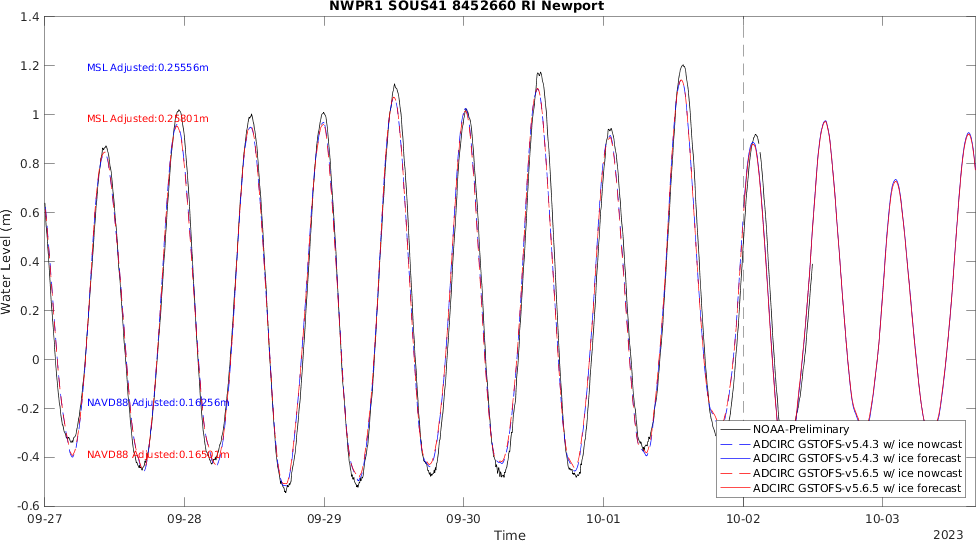 NWPR1 SOUS41 8452660 RI Newport
1.4
1.2
1
0.8
0.6
0.4
0.2
0
-0.2
-0.4
-0.6
Water Level (m)
MSL Adjusted:0.25556m
MSL Adjusted:0.25801m
NAVD88 Adjusted:0.16256m
NAVD88 Adjusted:0.16501m
NOAA-Preliminary
ADCIRC GSTOFS-v5.4.3 w/ ice nowcast
ADCIRC GSTOFS-v5.4.3 w/ ice forecast
ADCIRC GSTOFS-v5.6.5 w/ ice nowcast
ADCIRC GSTOFS-v5.6.5 w/ ice forecast
09-27 09-28 09-29 09-30 10-01 10-02 10-03
Time
2023